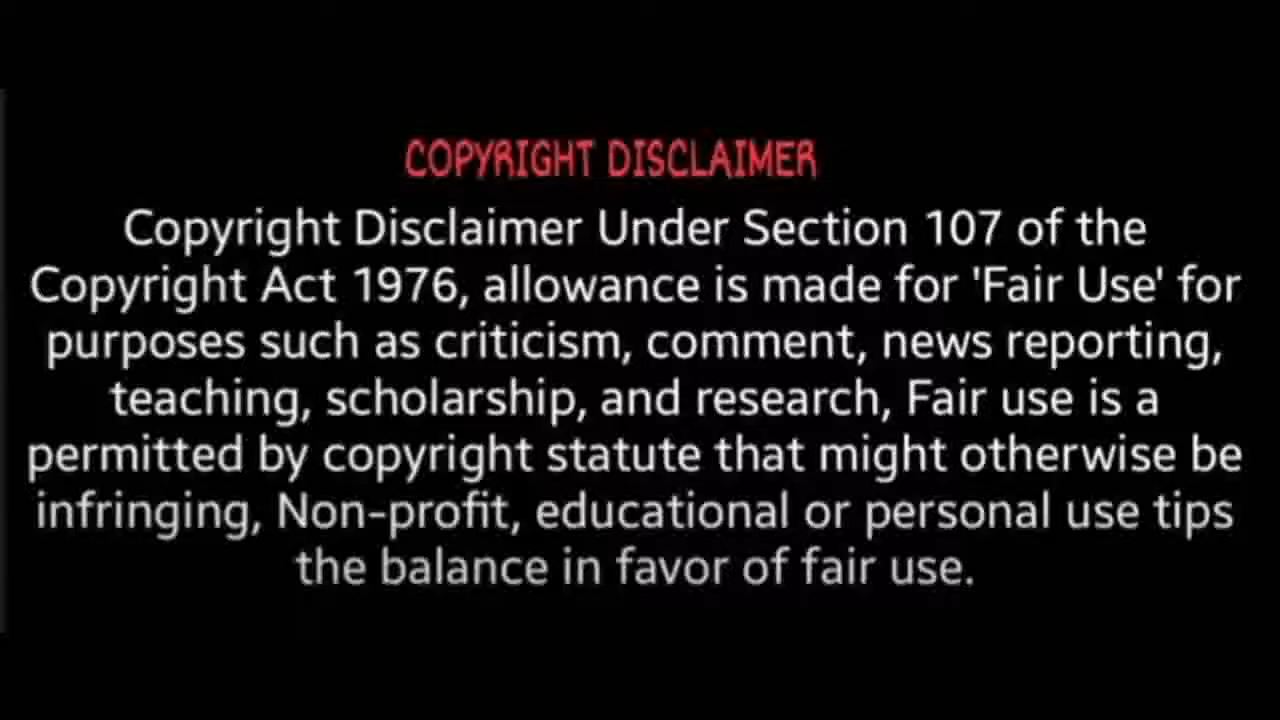 COPYRIGHT DISCLAIMER
Copyright Disclaimer Under Section 107 of the
Copyright Act 1976, allowance is made for 'Fair Use' for
purposes such as criticism, comment, news reporting,
teaching, scholarship, and research, Fair use is a
permitted by copyright statute that might otherwise be
infringing, Non-profit, educational or personal use tips
the balance in favor of fair use.